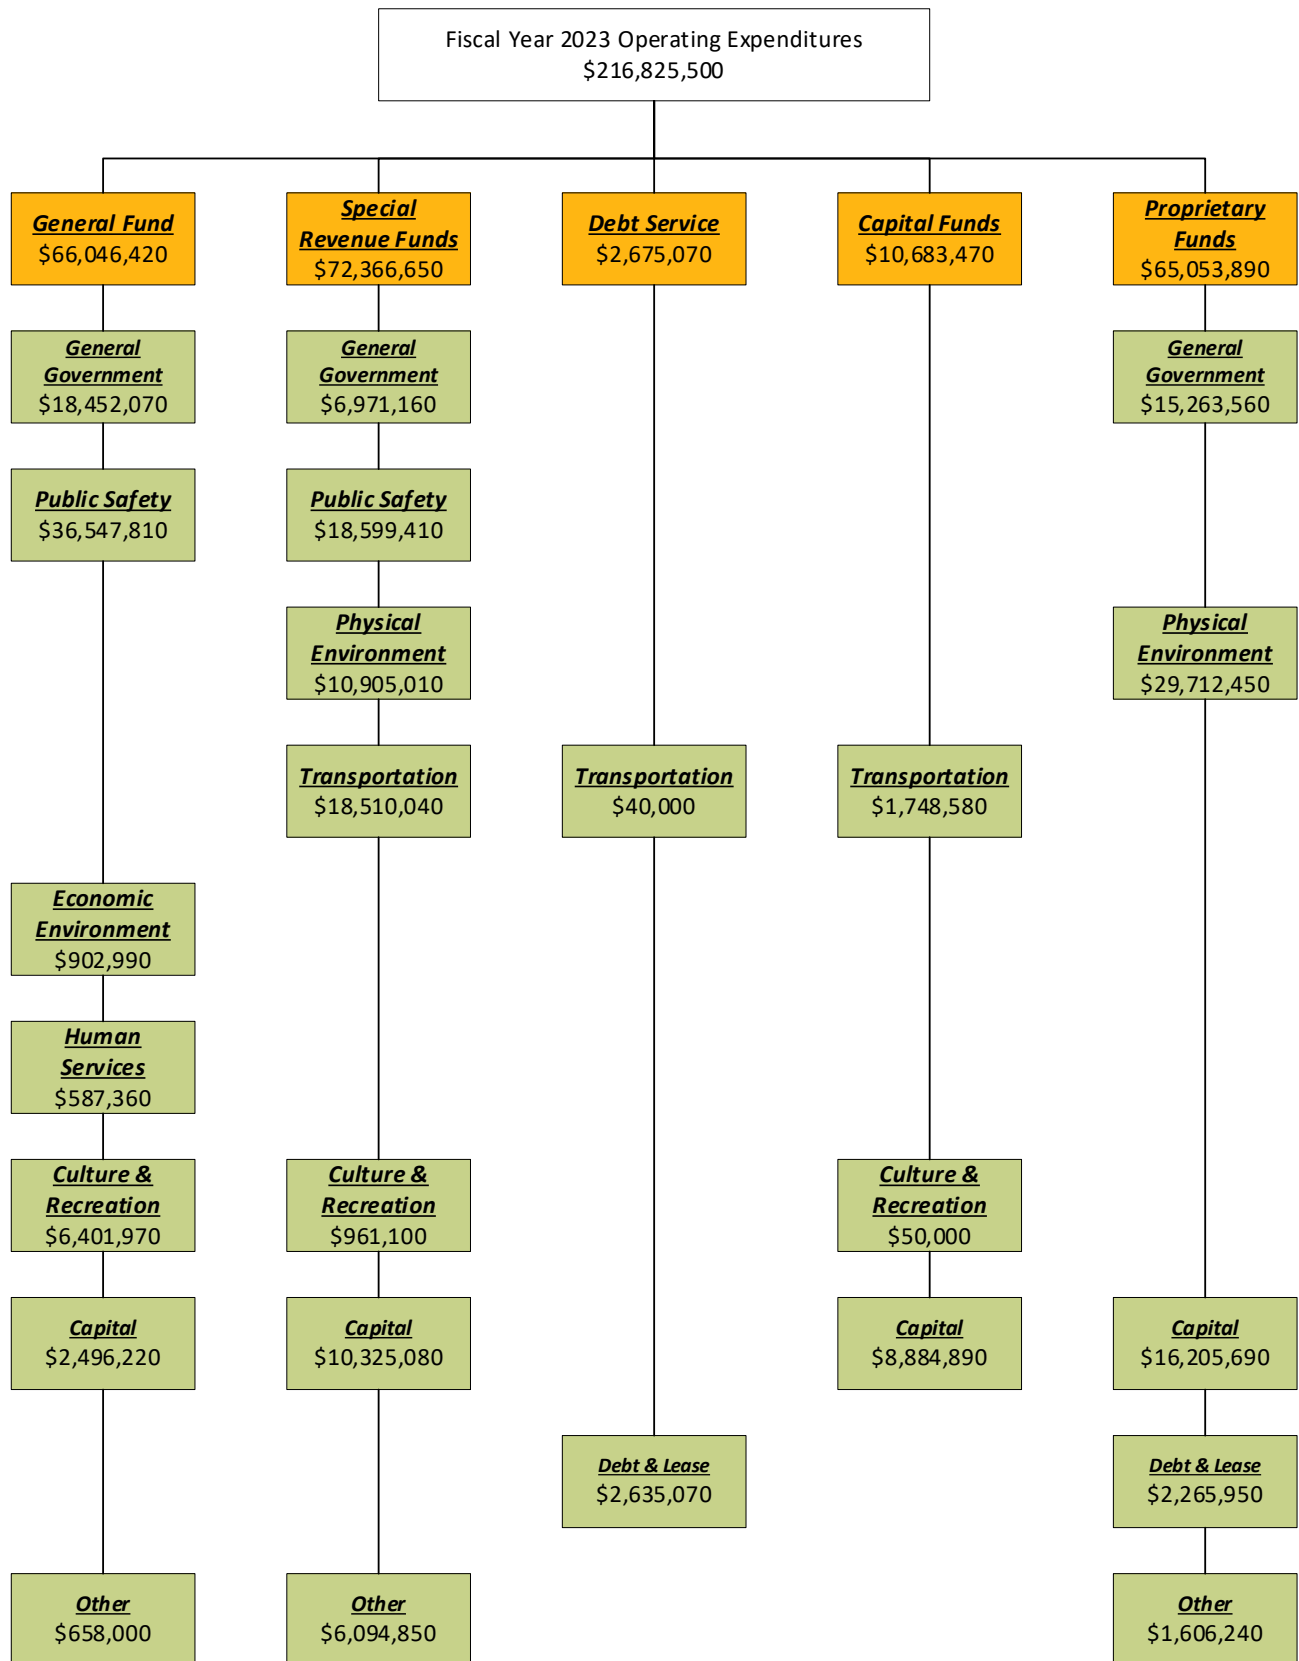 Fiscal Year 2023 Operating Expenditures
$216,825,500
General Fund
$66,046,420
Special
Revenue Funds
$72,366,650
Debt Service
$2,675,070
Capital Funds
$10,683,470
Proprietary
Funds
$65,053,890
General
Government
$18,452,070
General
Government
$6,971,160
General
Government
$15,263,560
Public Safety
$36,547,810
Public Safety
$18,599,410
Physical
Environment
$10,905,010
Physical
Environment
$29,712,450
Transportation
$18,510,040
Transportation
$40,000
Transportation
$1,748,580
Economic
Environment
$902,990
Human
Services
$587,360
Culture &
Recreation
$6,401,970
Culture &
Recreation
$961,100
Culture &
Recreation
$50,000
Capital
$2,496,220
Capital
$10,325,080
Capital
$8,884,890
Capital
$16,205,690
Debt & Lease
$2,635,070
Debt & Lease
$2,265,950
Other
$658,000
Other
$6,094,850
Other
$1,606,240